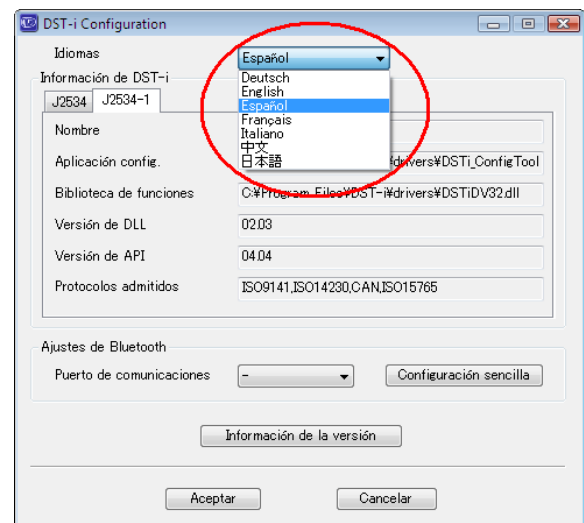 DST-i Configuration
Idiomas
Español
Deutsch
English
Español
Français
Italiano
中文
日本語
Información de DST-i
J2534 J2534-1
Nombre
Aplicación config. ¥drivers¥DSTi_ConfigTool
Biblioteca de funciones C:¥Program Files¥DST-i¥drivers¥DSTiDV32.dll
Versión de DLL 02.03
Versión de API 04.04
Protocolos admitidos ISO9141,ISO14230,CAN,ISO15765
Ajustes de Bluetooth
Puerto de comunicaciones - Configuración sencilla
Información de la versión
Aceptar Cancelar